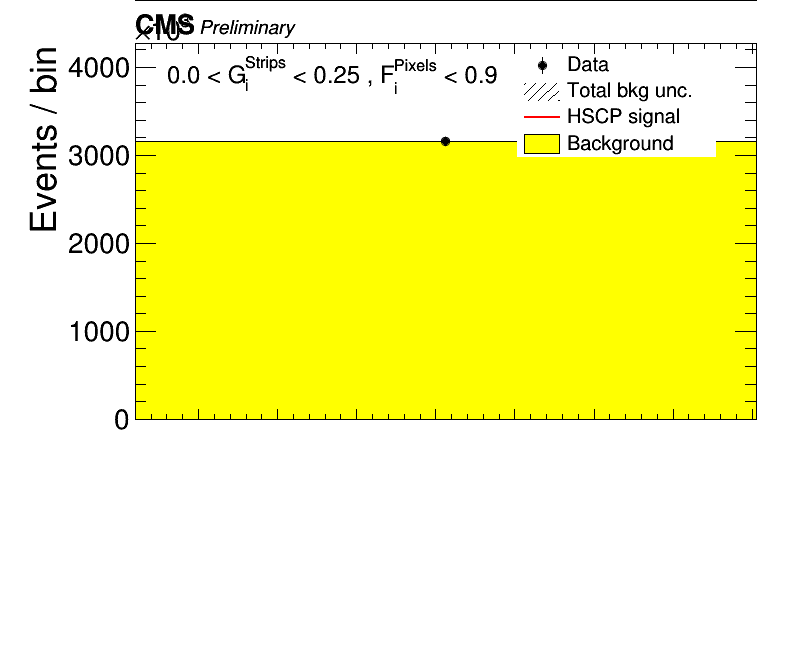 CMS Preliminary
×10³
4000
3000
2000
1000
0
Events / bin
0.0 < G_i^Strips < 0.25 , F_i^Pixels < 0.9
Data
Total bkg unc.
HSCP signal
Background